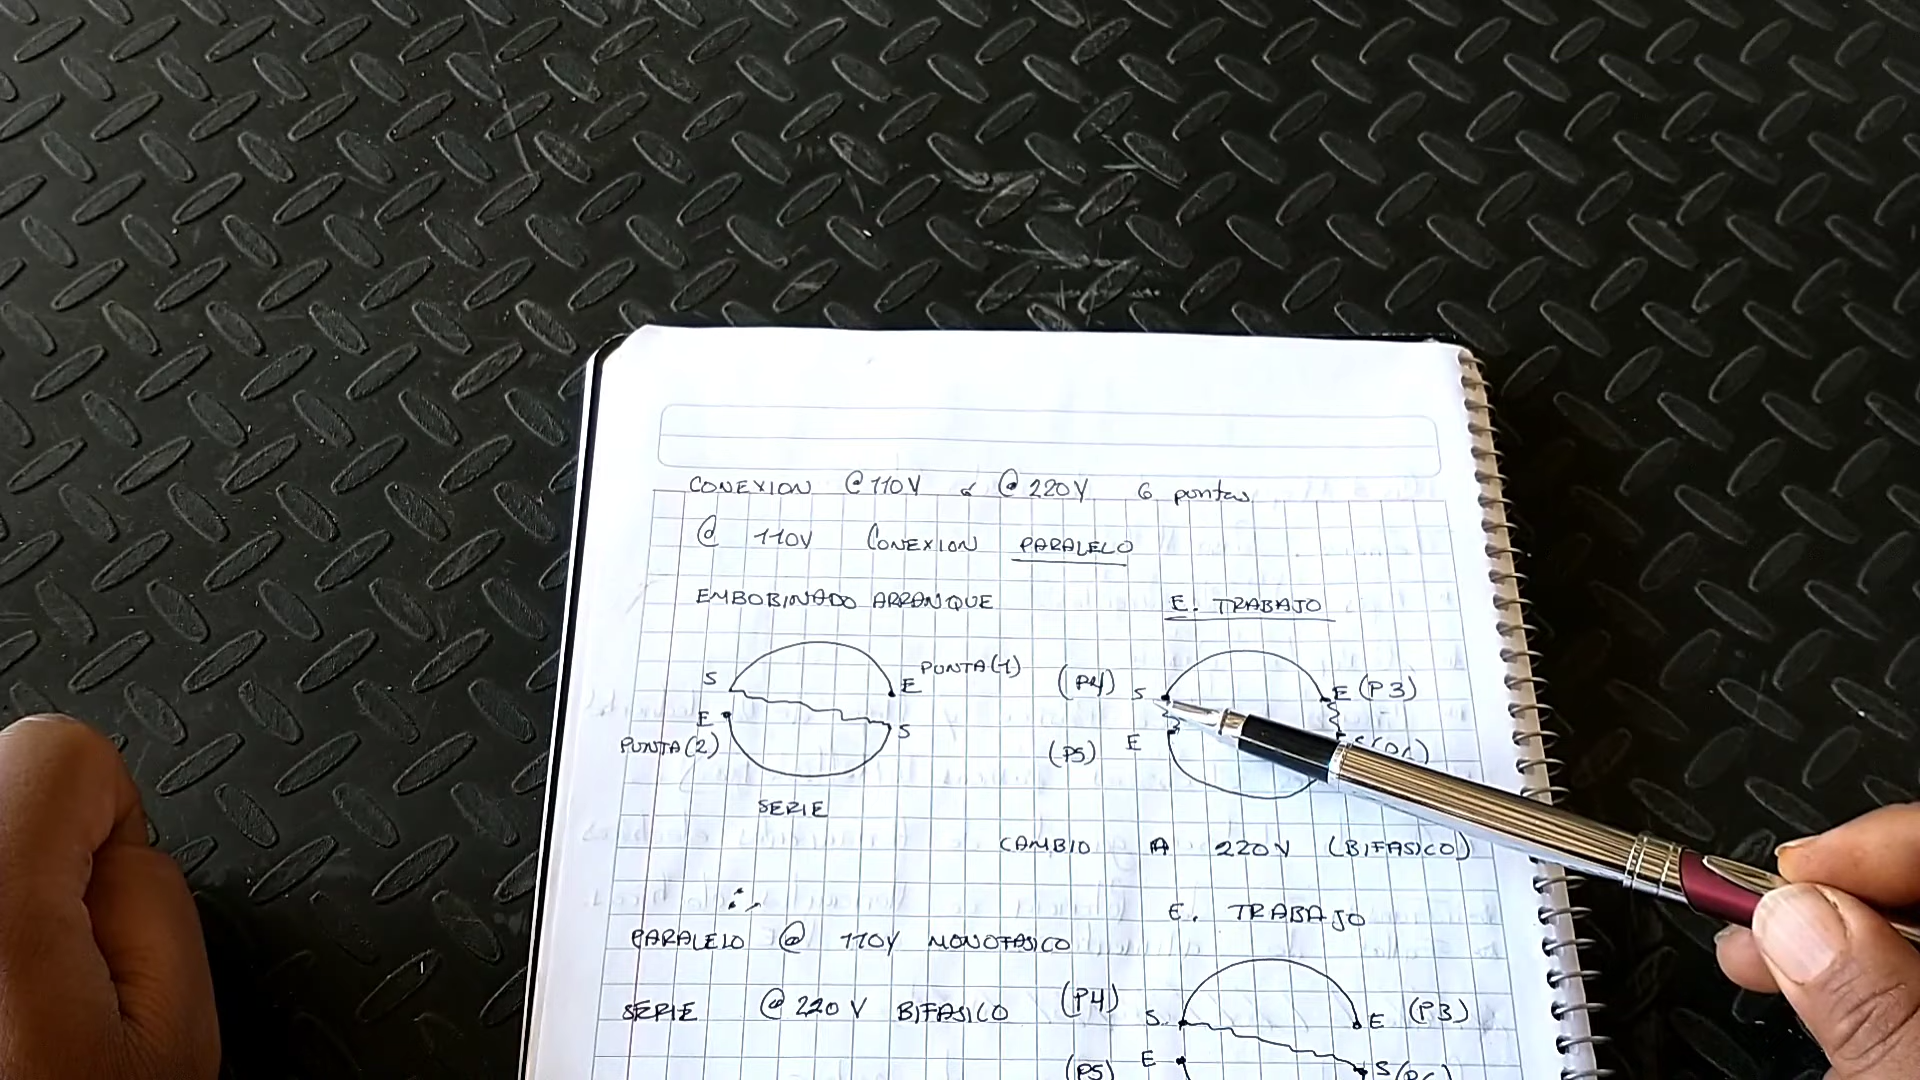 CONEXION @ 110V ó @ 220V 6 puntas
@ 110V CONEXION PARALELO
EMBOBINADO ARRANQUE
E. TRABAJO
S
E PUNTA(1)
E
PUNTA(2)
S
SERIE
(P4) S
E (P3)
(P5) E
CAMBIO A 220V (BIFASICO)
E. TRABAJO
PARALELO @ 110V MONOFASICO
SERIE @ 220V BIFASICO
(P4) S
E (P3)
(P5) E
S